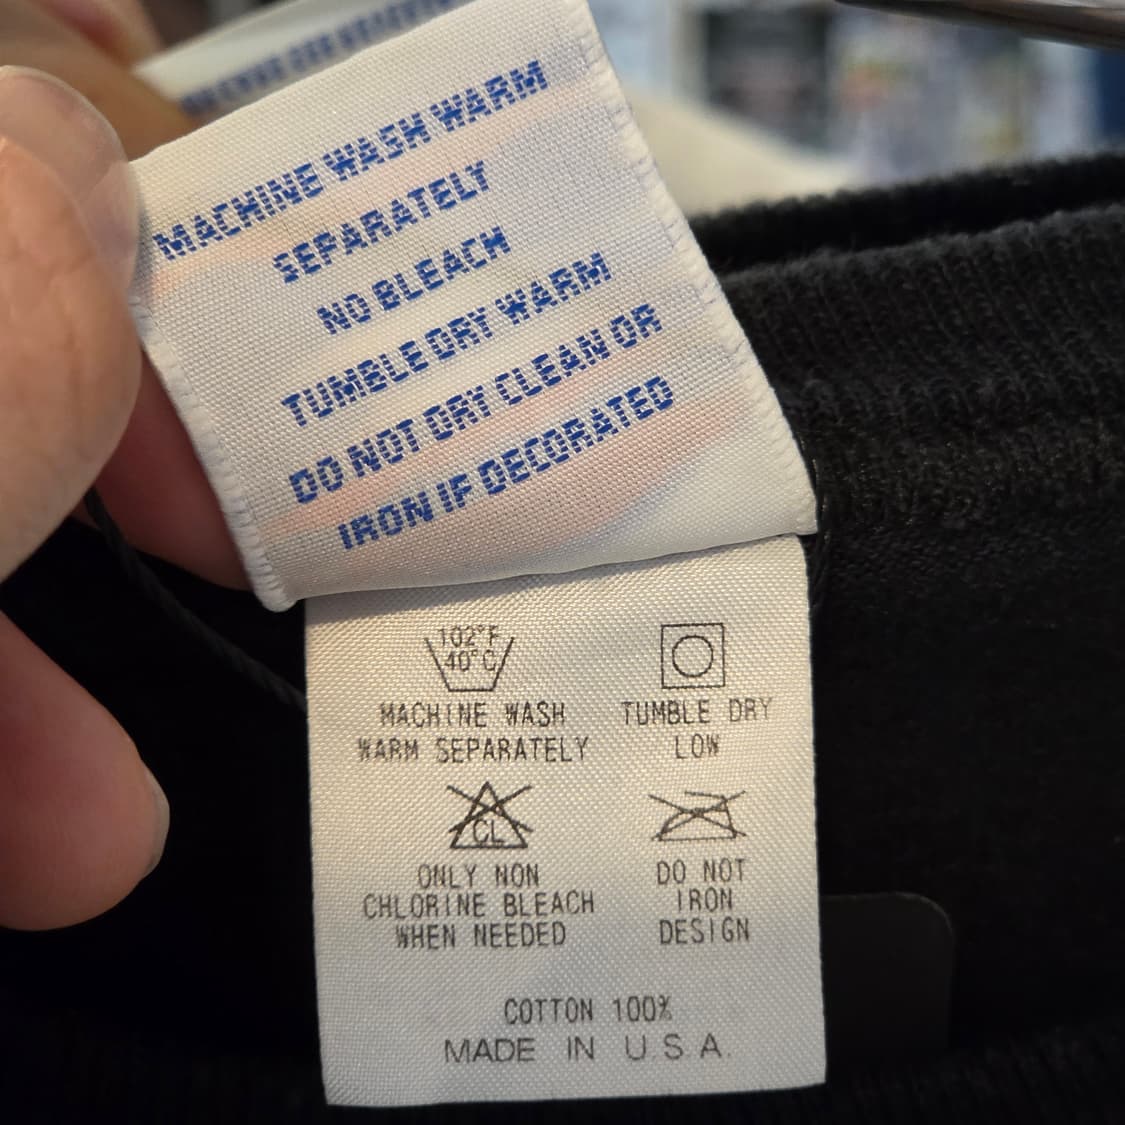 MACHINE WASH WARM
SEPARATELY
NO BLEACH
TUMBLE DRY WARM
DO NOT DRY CLEAN OR
IRON IF DECORATED
102°F
40°C
MACHINE WASH
WARM SEPARATELY
TUMBLE DRY
LOW
CL
ONLY NON
CHLORINE BLEACH
WHEN NEEDED
DO NOT
IRON
DESIGN
COTTON 100%
MADE IN U.S.A.